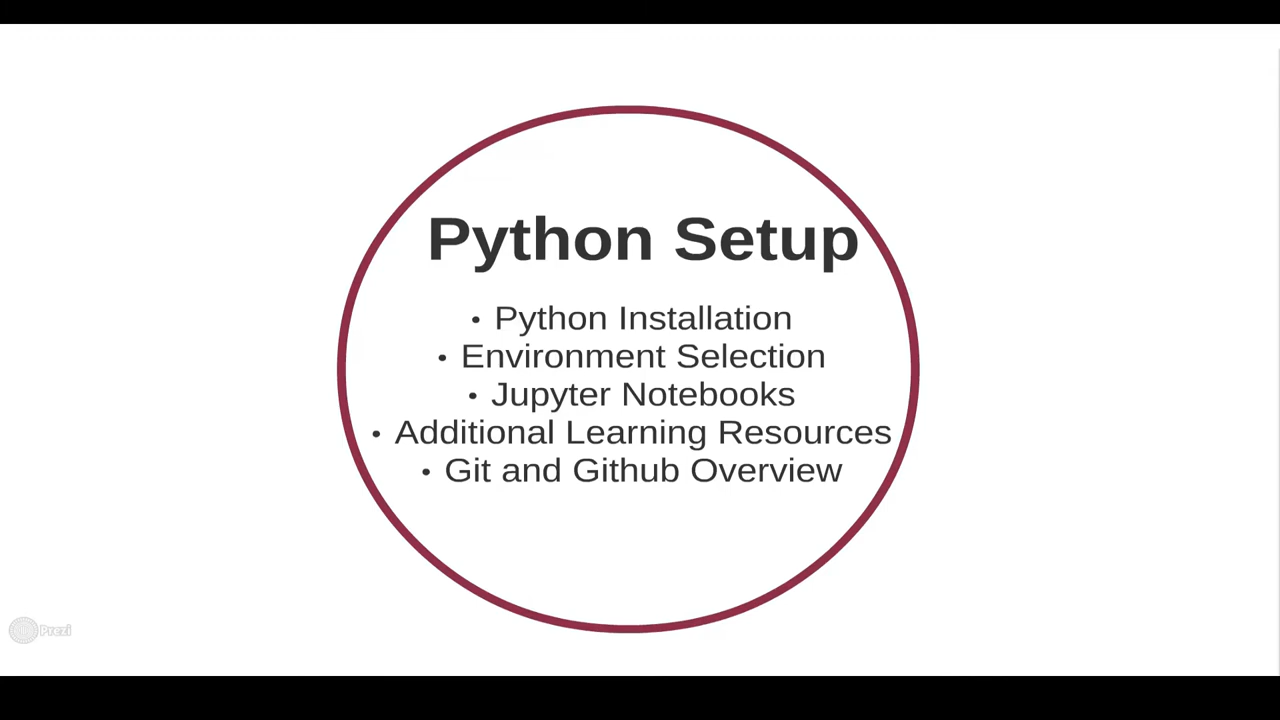 Python Setup
• Python Installation
• Environment Selection
• Jupyter Notebooks
• Additional Learning Resources
• Git and Github Overview
Prezi